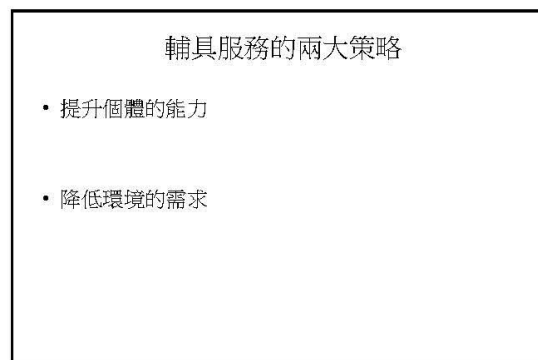 輔具服務的兩大策略
• 提升個體的能力
• 降低環境的需求